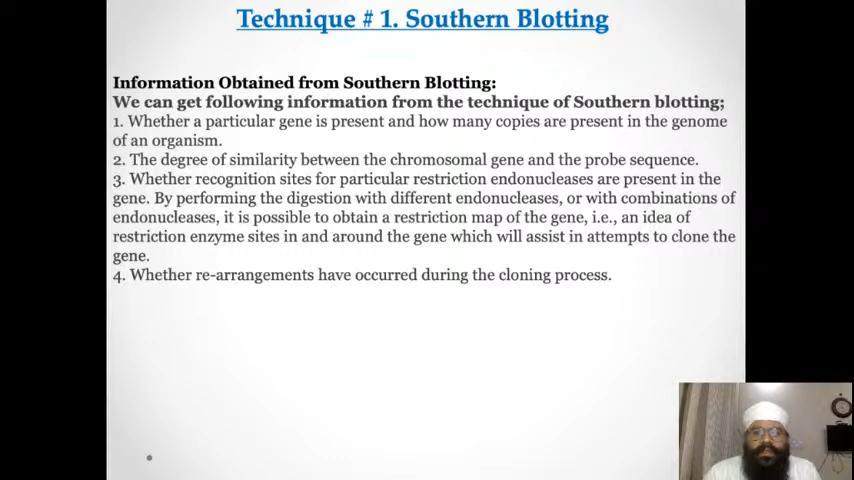 Technique # 1. Southern Blotting
Information Obtained from Southern Blotting:
We can get following information from the technique of Southern blotting;
1. Whether a particular gene is present and how many copies are present in the genome
of an organism.
2. The degree of similarity between the chromosomal gene and the probe sequence.
3. Whether recognition sites for particular restriction endonucleases are present in the
gene. By performing the digestion with different endonucleases, or with combinations of
endonucleases, it is possible to obtain a restriction map of the gene, i.e., an idea of
restriction enzyme sites in and around the gene which will assist in attempts to clone the
gene.
4. Whether re-arrangements have occurred during the cloning process.